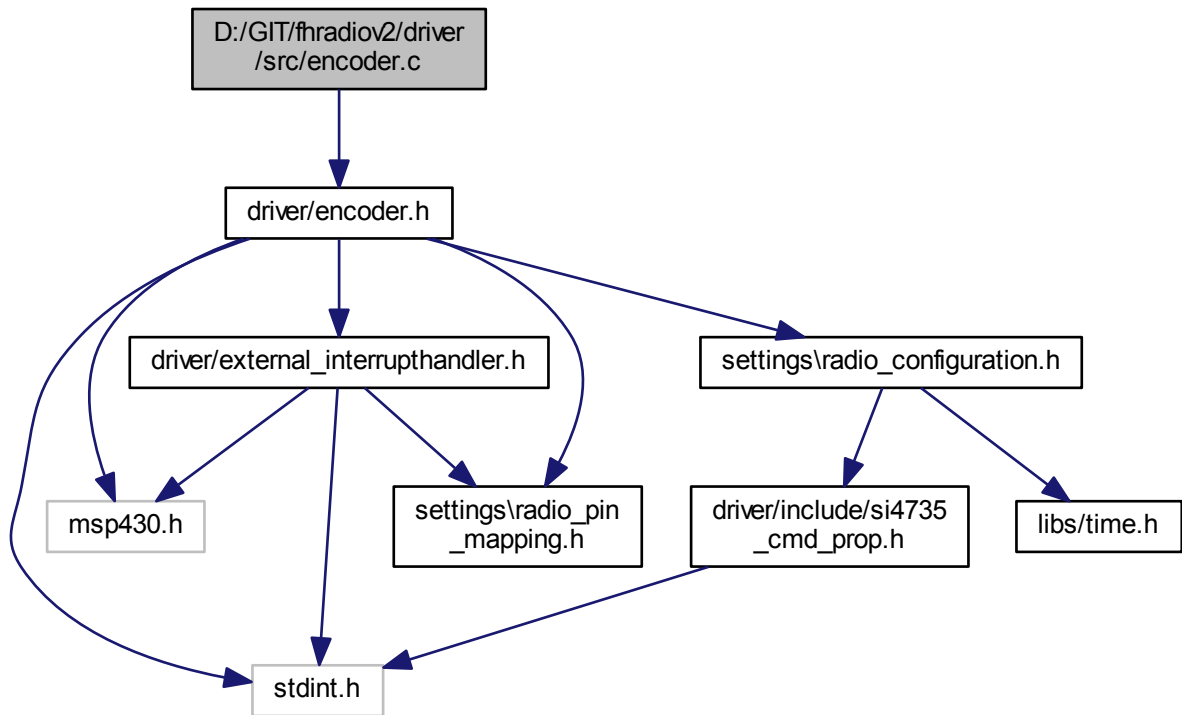 D:/GIT/fhradiov2/driver
/src/encoder.c
driver/encoder.h
driver/external_interrupthandler.h
settings\radio_configuration.h
msp430.h
settings\radio_pin
_mapping.h
driver/include/si4735
_cmd_prop.h
libs/time.h
stdint.h